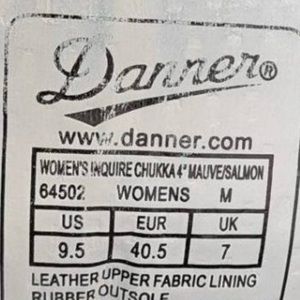 Danner®
www.danner.com
WOMEN'S INQUIRE CHUKKA 4" MAUVE/SALMON
64502 WOMENS M
US EUR UK
9.5 40.5 7
LEATHER UPPER FABRIC LINING
RUBBER OUTSOLE